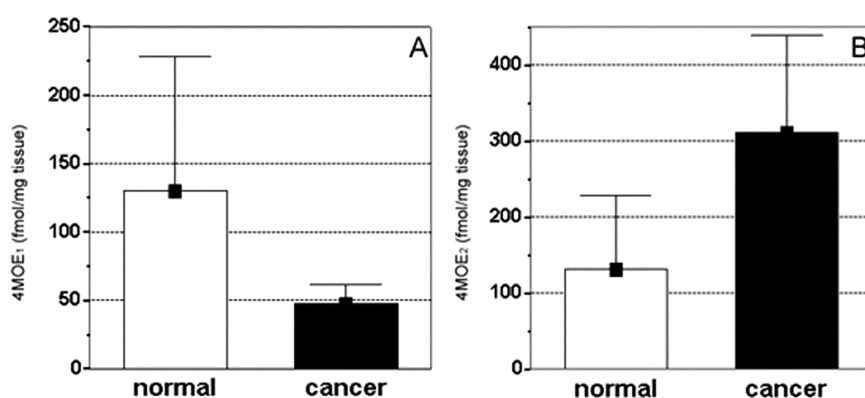 A
4MOE₁ (fmol/mg tissue)
250
200
150
100
50
0
normal cancer
B
4MOE₂ (fmol/mg tissue)
400
300
200
100
0
normal cancer